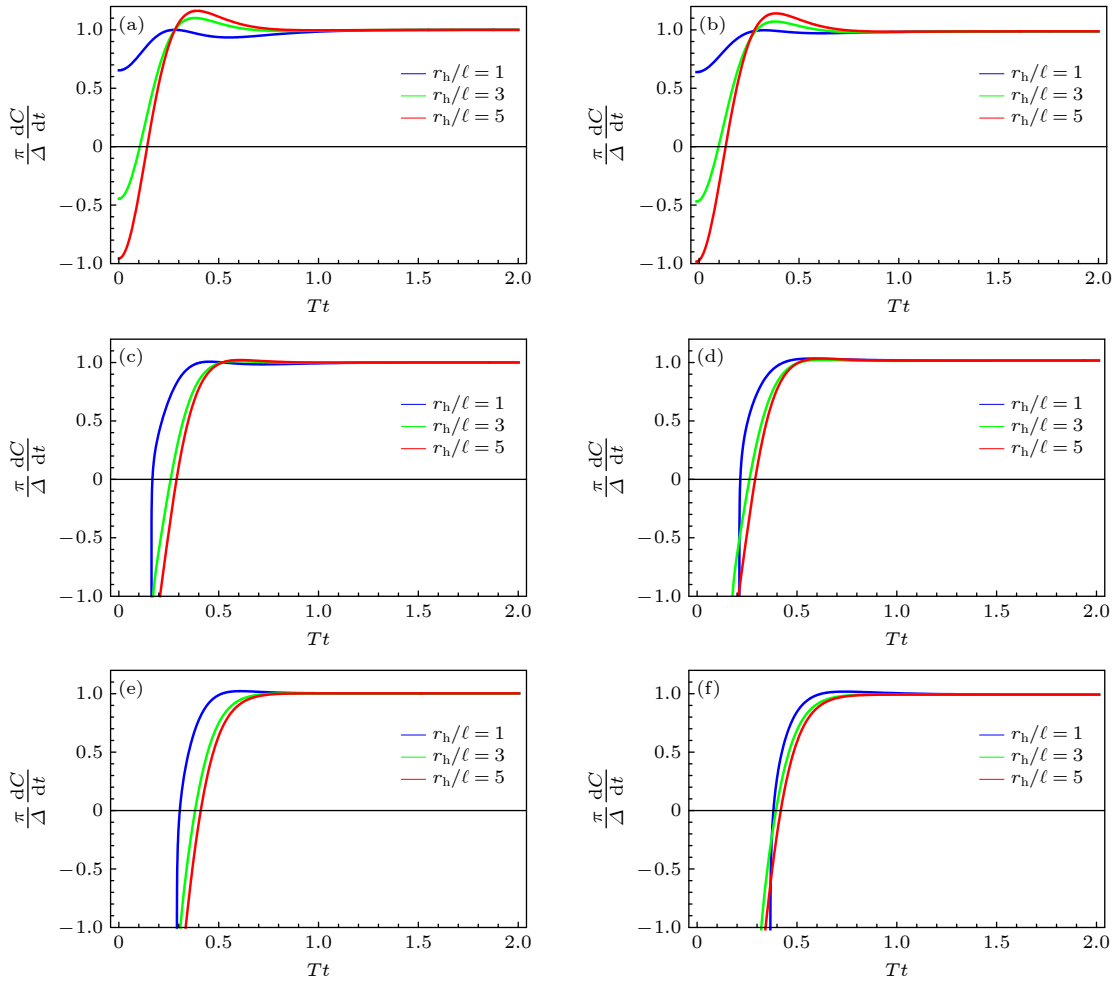 (a)
1.0
0.5
0
−0.5
−1.0
π/Δ dC/dt
r_h/ℓ = 1
r_h/ℓ = 3
r_h/ℓ = 5
0 0.5 1.0 1.5 2.0
Tt
(b)
1.0
0.5
0
−0.5
−1.0
π/Δ dC/dt
r_h/ℓ = 1
r_h/ℓ = 3
r_h/ℓ = 5
0 0.5 1.0 1.5 2.0
Tt
(c)
1.0
0.5
0
−0.5
−1.0
π/Δ dC/dt
r_h/ℓ = 1
r_h/ℓ = 3
r_h/ℓ = 5
0 0.5 1.0 1.5 2.0
Tt
(d)
1.0
0.5
0
−0.5
−1.0
π/Δ dC/dt
r_h/ℓ = 1
r_h/ℓ = 3
r_h/ℓ = 5
0 0.5 1.0 1.5 2.0
Tt
(e)
1.0
0.5
0
−0.5
−1.0
π/Δ dC/dt
r_h/ℓ = 1
r_h/ℓ = 3
r_h/ℓ = 5
0 0.5 1.0 1.5 2.0
Tt
(f)
1.0
0.5
0
−0.5
−1.0
π/Δ dC/dt
r_h/ℓ = 1
r_h/ℓ = 3
r_h/ℓ = 5
0 0.5 1.0 1.5 2.0
Tt